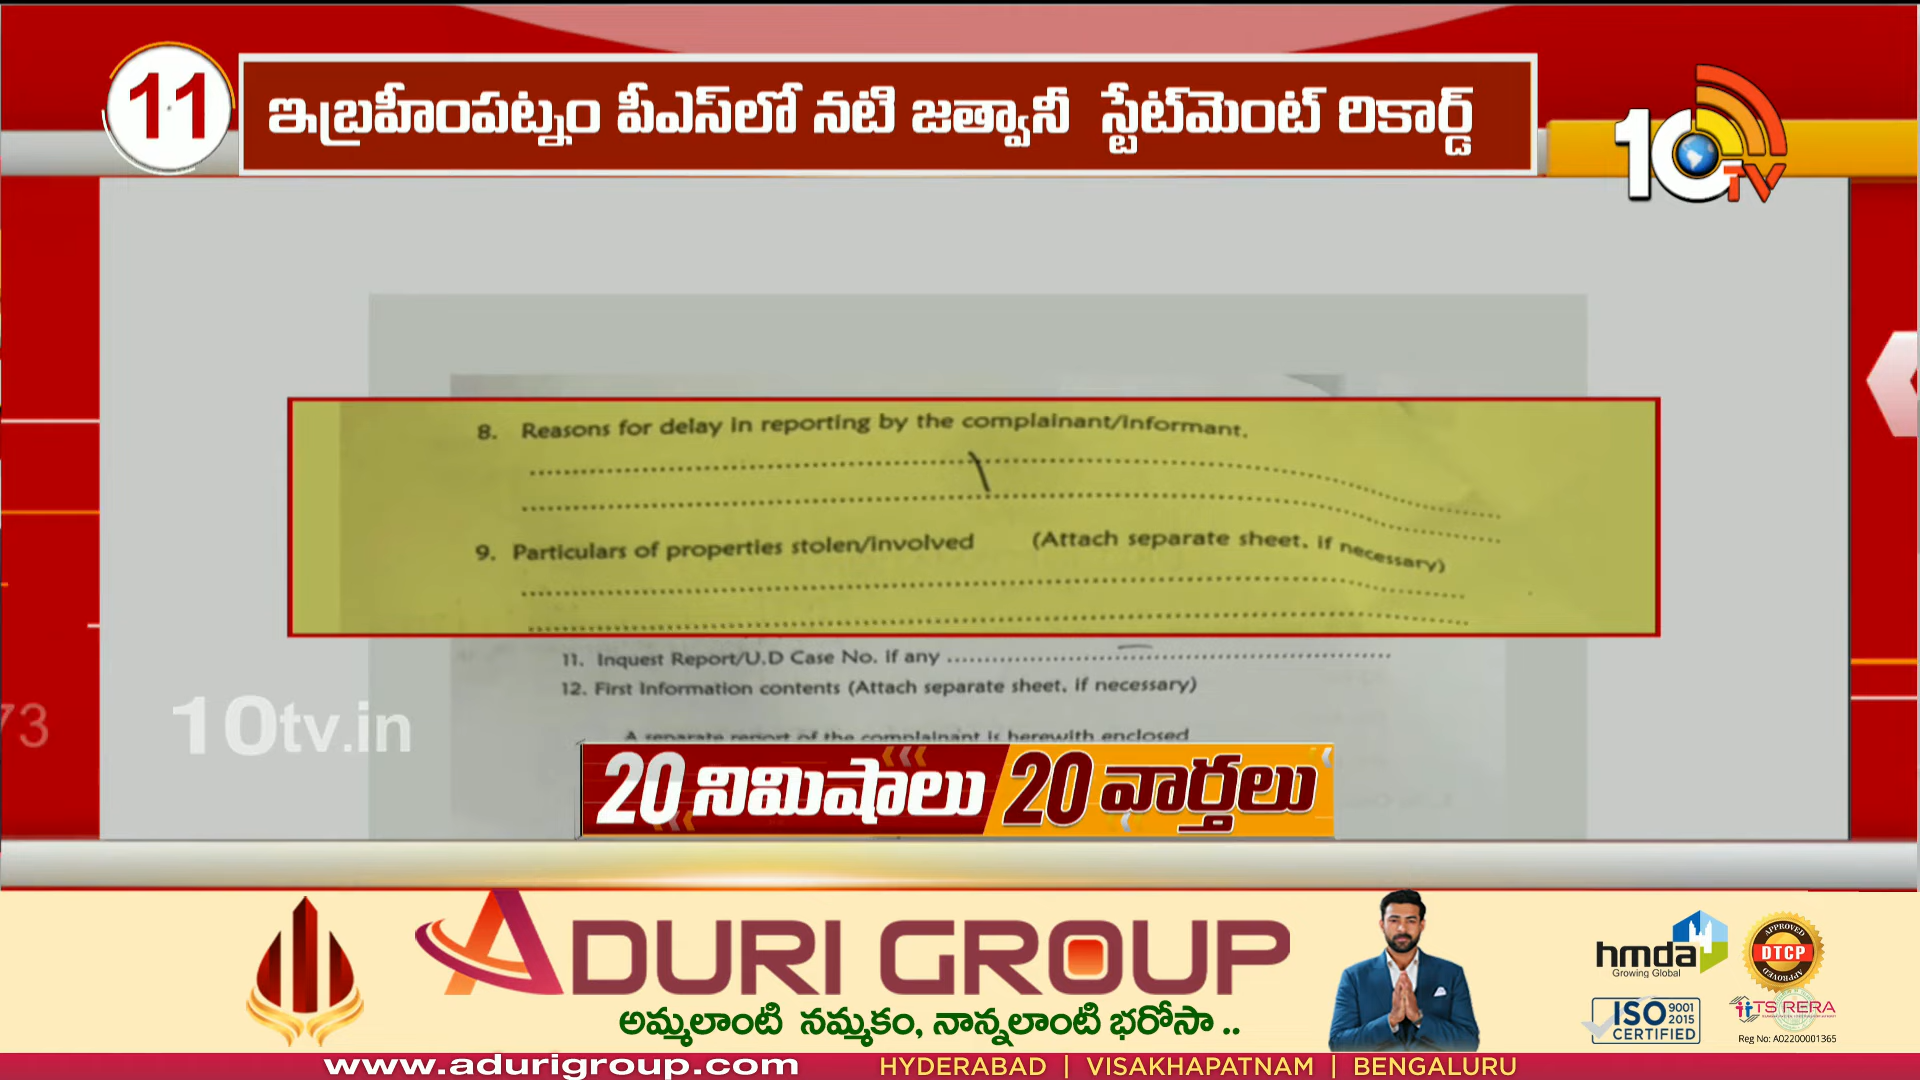 11
ఇబ్రహీంపట్నం పీఎస్‌లో నటి జత్వానీ స్టేట్‌మెంట్ రికార్డ్
10TV
8. Reasons for delay in reporting by the complainant/informant.
9. Particulars of properties stolen/involved (Attach separate sheet, if necessary)
11. Inquest Report/U.D Case No. if any
12. First Information contents (Attach separate sheet, if necessary)
A separate report of the complainant is herewith enclosed
73
10tv.in
20 నిమిషాలు 20 వార్తలు
ADURI GROUP
అమ్మలాంటి నమ్మకం, నాన్నలాంటి భరోసా ..
hmda
Growing Global
APPROVED
DTCP
APPROVED
ISO 9001 2015
CERTIFIED
TS RERA
Reg No: A02200001365
www.adurigroup.com HYDERABAD | VISAKHAPATNAM | BENGALURU